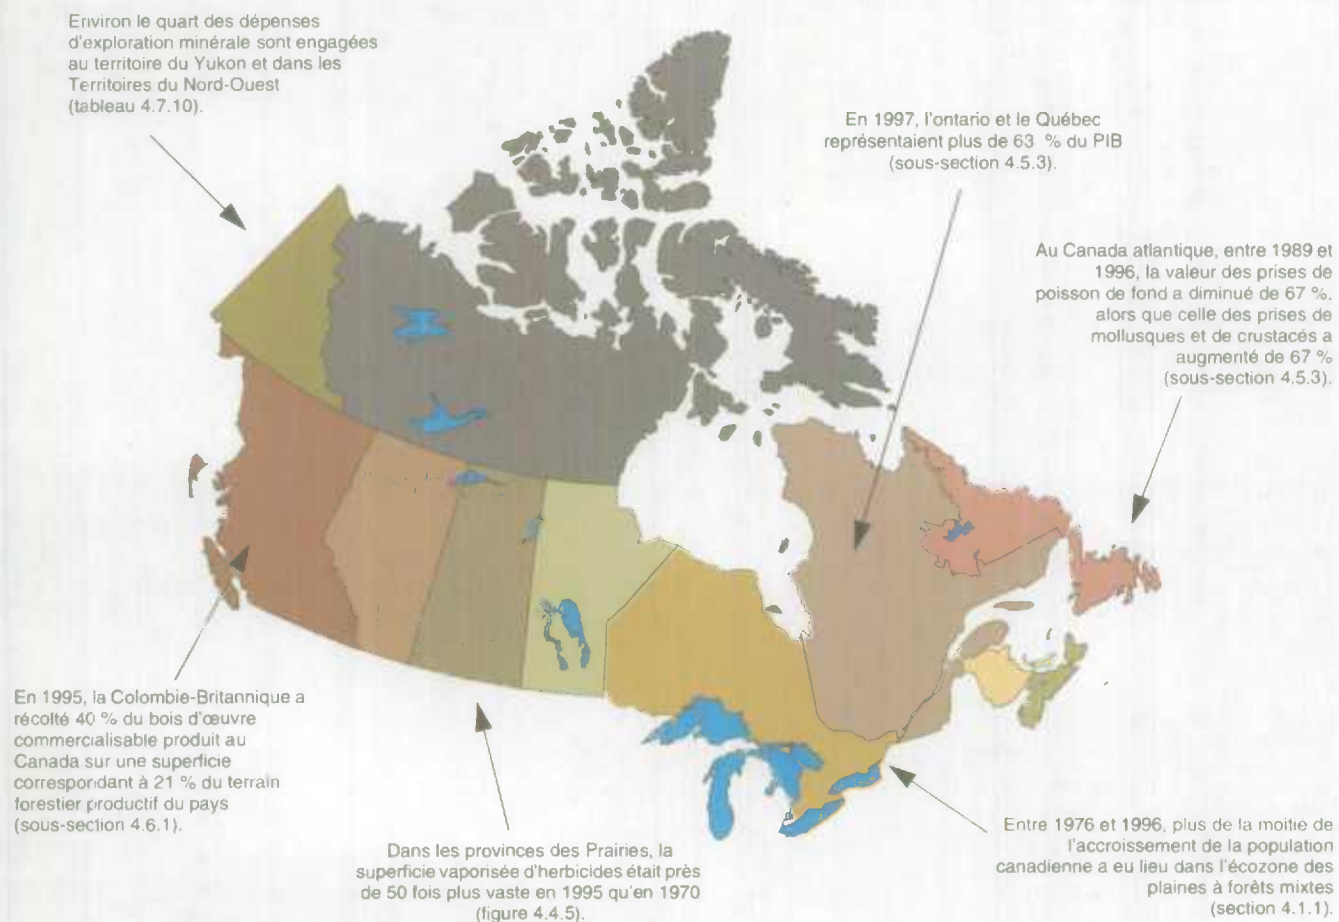 Environ le quart des dépenses
d'exploration minérale sont engagées
au territoire du Yukon et dans les
Territoires du Nord-Ouest
(tableau 4.7.10).
En 1997, l'ontario et le Québec
représentaient plus de 63 % du PIB
(sous-section 4.5.3).
Au Canada atlantique, entre 1989 et
1996, la valeur des prises de
poisson de fond a diminué de 67 %,
alors que celle des prises de
mollusques et de crustacés a
augmenté de 67 %
(sous-section 4.5.3).
En 1995, la Colombie-Britannique a
récolté 40 % du bois d'œuvre
commercialisable produit au
Canada sur une superficie
correspondant à 21 % du terrain
forestier productif du pays
(sous-section 4.6.1).
Dans les provinces des Prairies, la
superficie vaporisée d'herbicides était près
de 50 fois plus vaste en 1995 qu'en 1970
(figure 4.4.5).
Entre 1976 et 1996, plus de la moitié de
l'accroissement de la population
canadienne a eu lieu dans l'écozone des
plaines à forêts mixtes
(section 4.1.1).